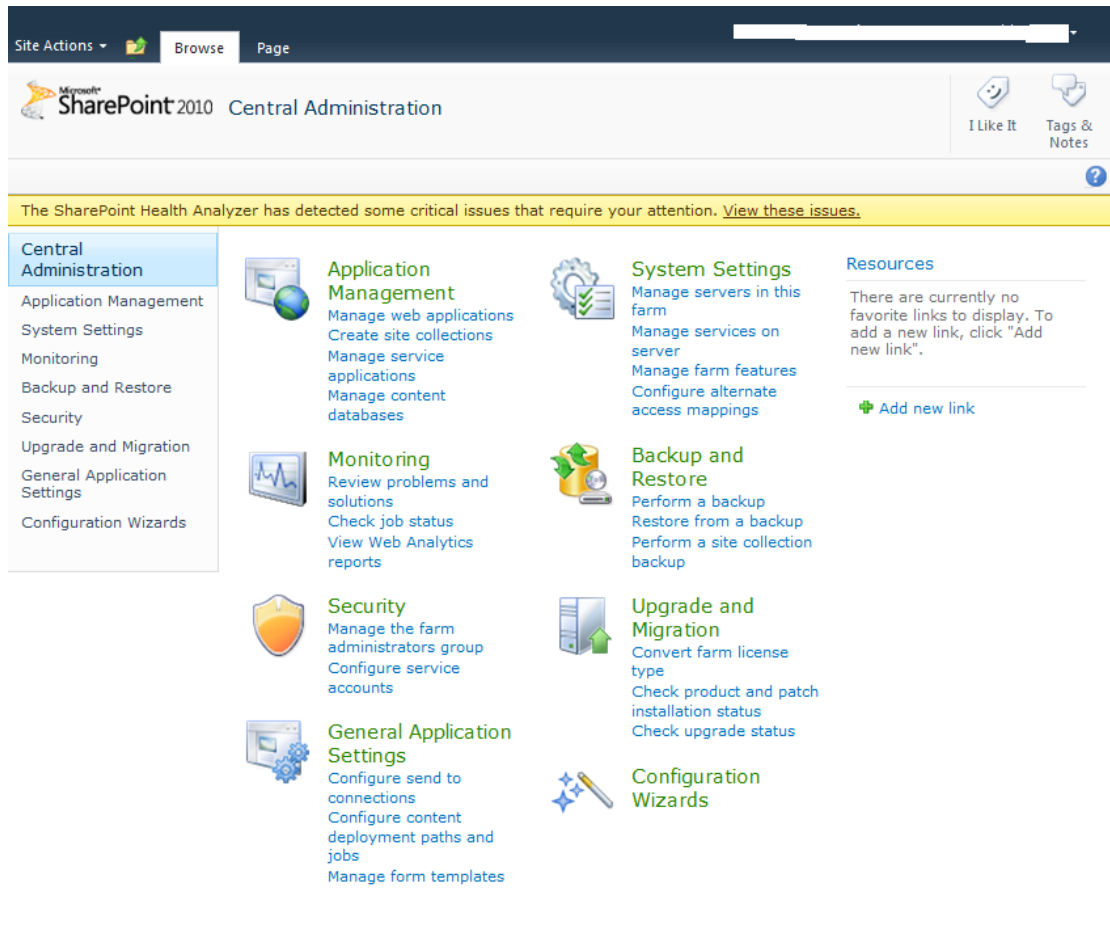 Site Actions
Browse
Page
Microsoft
SharePoint 2010
Central Administration
I Like It
Tags &
Notes
?
The SharePoint Health Analyzer has detected some critical issues that require your attention. View these issues.
Central
Administration
Application Management
System Settings
Monitoring
Backup and Restore
Security
Upgrade and Migration
General Application
Settings
Configuration Wizards
Application
Management
Manage web applications
Create site collections
Manage service
applications
Manage content
databases
Monitoring
Review problems and
solutions
Check job status
View Web Analytics
reports
Security
Manage the farm
administrators group
Configure service
accounts
General Application
Settings
Configure send to
connections
Configure content
deployment paths and
jobs
Manage form templates
System Settings
Manage servers in this
farm
Manage services on
server
Manage farm features
Configure alternate
access mappings
Backup and
Restore
Perform a backup
Restore from a backup
Perform a site collection
backup
Upgrade and
Migration
Convert farm license
type
Check product and patch
installation status
Check upgrade status
Configuration
Wizards
Resources
There are currently no
favorite links to display. To
add a new link, click "Add
new link".
Add new link